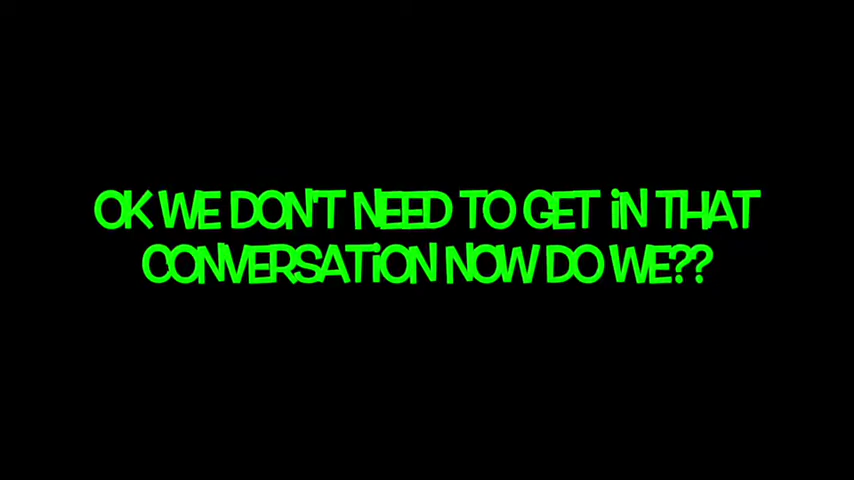 OK WE DON'T NEED TO GET iN THAT
CONVERSATiON NOW DO WE??